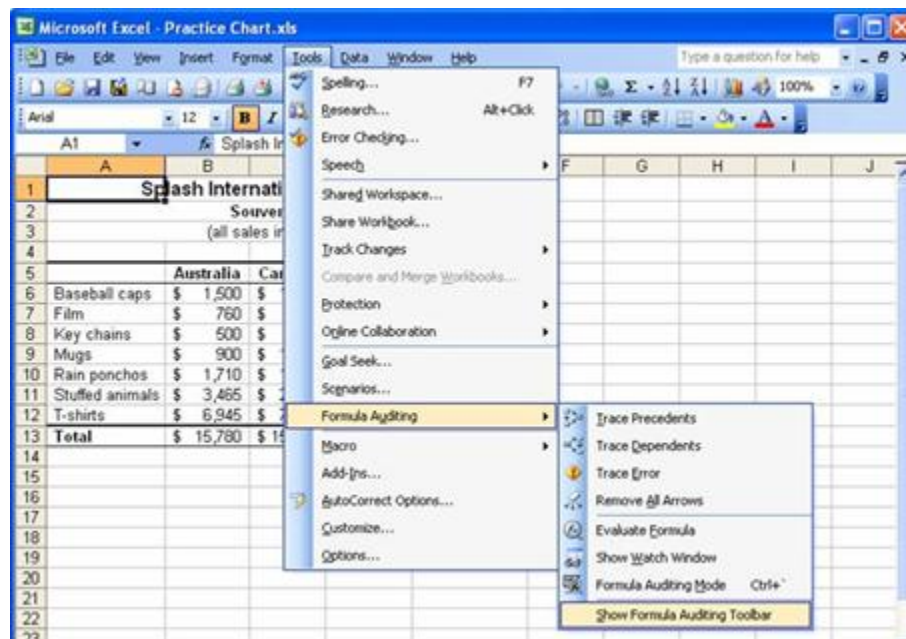 Microsoft Excel - Practice Chart.xls
File Edit View Insert Format Tools Data Window Help Type a question for help
100%
Arial 12 B I
A1 fx Splash In
A B F G H I J
1 Splash Internati
2 Souver
3 (all sales in
4
5 Australia Ca
6 Baseball caps $ 1,500 $
7 Film $ 760 $
8 Key chains $ 500 $
9 Mugs $ 900 $
10 Rain ponchos $ 1,710 $
11 Stuffed animals $ 3,465 $
12 T-shirts $ 6,945 $
13 Total $ 15,780 $
14
15
16
17
18
19
20
21
22
23
Spelling... F7
Research... Alt+Click
Error Checking...
Speech
Shared Workspace...
Share Workbook...
Track Changes
Compare and Merge Workbooks...
Protection
Online Collaboration
Goal Seek...
Scenarios...
Formula Auditing
Macro
Add-Ins...
AutoCorrect Options...
Customize...
Options...
Trace Precedents
Trace Dependents
Trace Error
Remove All Arrows
Evaluate Formula
Show Watch Window
Formula Auditing Mode Ctrl+`
Show Formula Auditing Toolbar